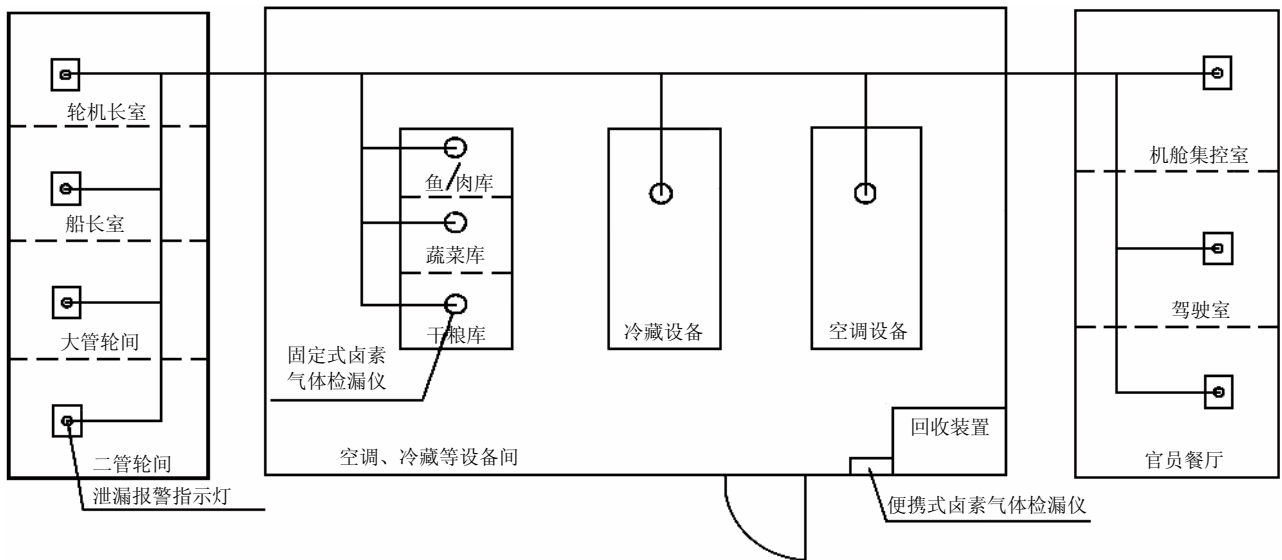 轮机长室
船长室
大管轮间
二管轮间
泄漏报警指示灯
鱼/肉库
蔬菜库
干粮库
固定式卤素
气体检漏仪
冷藏设备
空调设备
空调、冷藏等设备间
回收装置
便携式卤素气体检漏仪
机舱集控室
驾驶室
官员餐厅